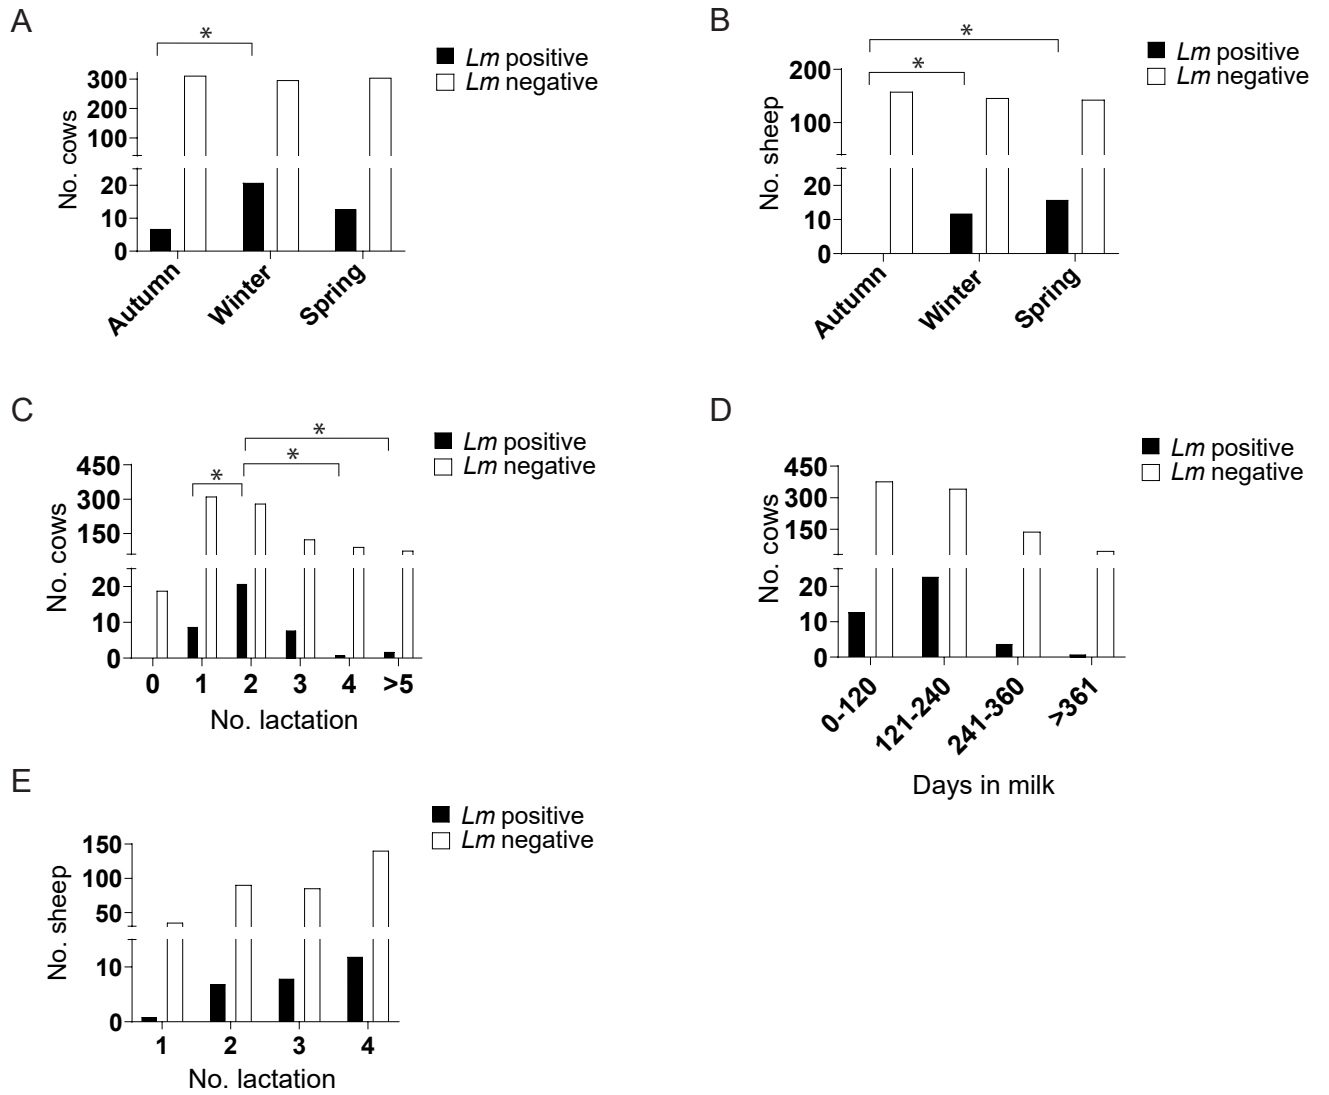 A
*
Lm positive
Lm negative
No. cows
300
200
100
20
10
0
Autumn
Winter
Spring
B
*
*
Lm positive
Lm negative
No. sheep
200
100
20
10
0
Autumn
Winter
Spring
C
*
*
*
Lm positive
Lm negative
No. cows
450
300
150
20
10
0
0 1 2 3 4 >5
No. lactation
D
Lm positive
Lm negative
No. cows
450
300
150
20
10
0
0-120
121-240
241-360
>361
Days in milk
E
Lm positive
Lm negative
No. sheep
150
100
50
10
0
1 2 3 4
No. lactation